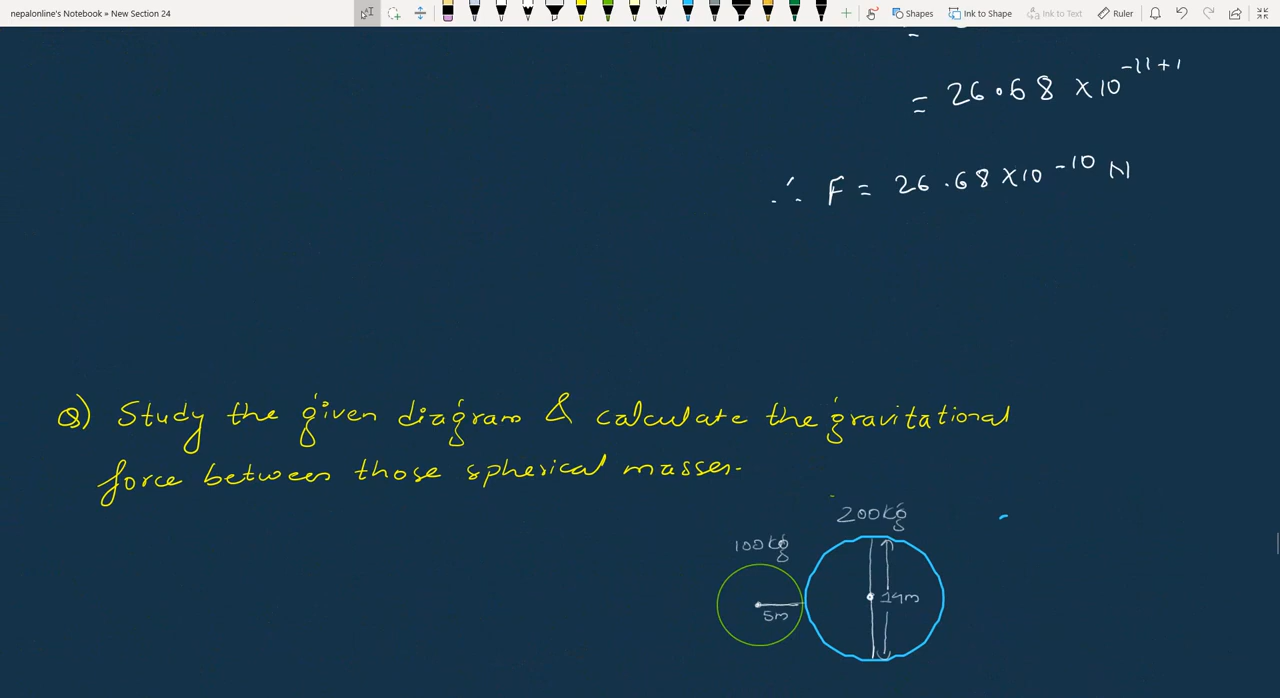 nepalonline's Notebook » New Section 24
Shapes Ink to Shape Ink to Text Ruler
=
= 26.68 ×10^-11+1
∴ F = 26.68 ×10^-10 N
Q) Study the given diagram & calculate the gravitational
force between those spherical masses.
200kg
100kg
14m
5m